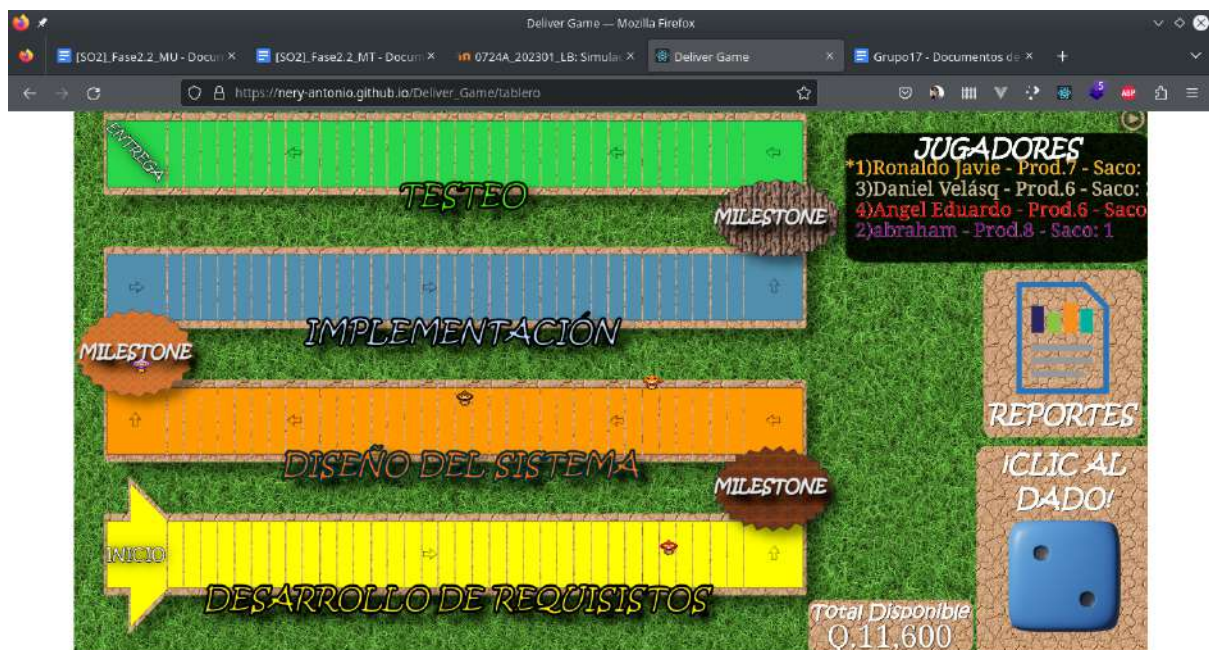 Deliver Game — Mozilla Firefox
[SO2]_Fase2.2_MU - Docum
[SO2]_Fase2.2_MT - Docum
0724A_202301_LB: Simulac
Deliver Game
Grupo17 - Documentos de
https://nery-antonio.github.io/Deliver_Game/tablero
5
ABP
ENTREGA
TESTEO
MILESTONE
JUGADORES
*1)Ronaldo Javie - Prod.7 - Saco:
3)Daniel Velásq - Prod.6 - Saco:
4)Angel Eduardo - Prod.6 - Saco
2)abraham - Prod.8 - Saco: 1
IMPLEMENTACIÓN
MILESTONE
REPORTES
DISEÑO DEL SISTEMA
MILESTONE
¡CLIC AL
DADO!
INICIO
DESARROLLO DE REQUISISTOS
Total Disponible
Q.11,600